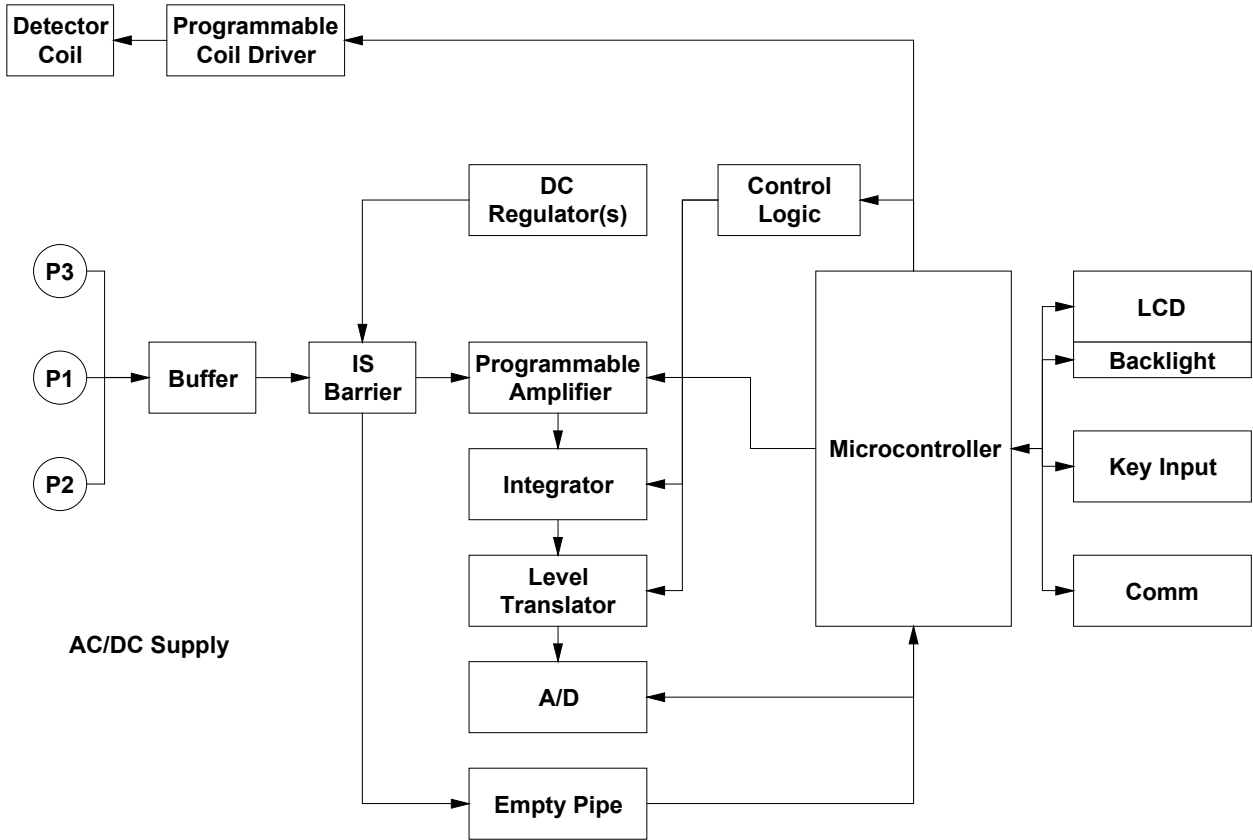 Detector
Coil
Programmable
Coil Driver
DC
Regulator(s)
Control
Logic
P3
P1
P2
Buffer
IS
Barrier
Programmable
Amplifier
Integrator
Level
Translator
A/D
Empty Pipe
Microcontroller
LCD
Backlight
Key Input
Comm
AC/DC Supply